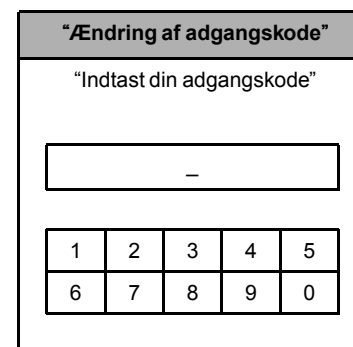 “Ændring af adgangskode”
“Indtast din adgangskode”
_
1 2 3 4 5
6 7 8 9 0